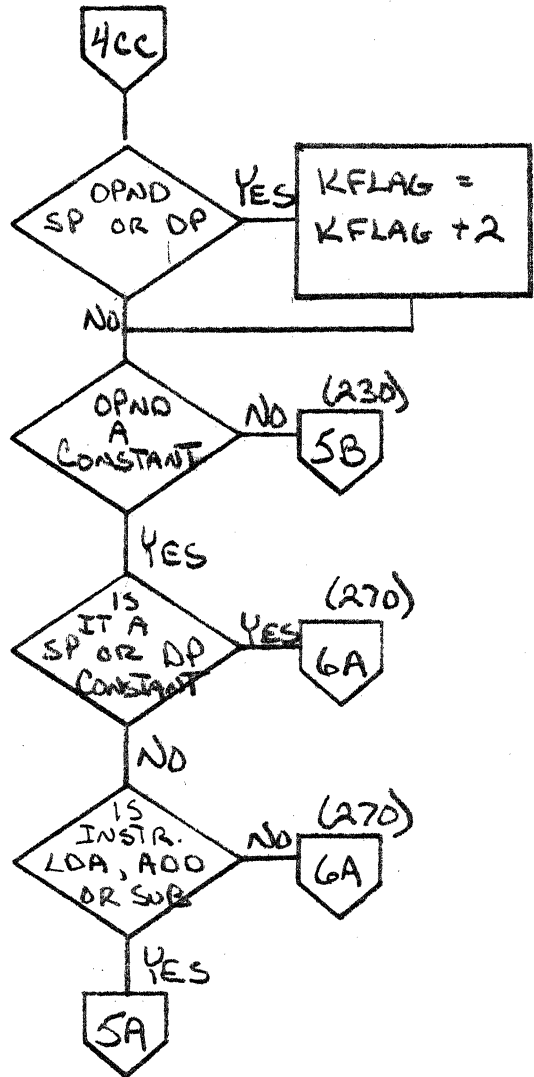 4CC
OPND
SP OR DP
YES
KFLAG =
KFLAG +2
NO
OPND
A
CONSTANT
NO
(230)
5B
YES
IS
IT A
SP OR DP
CONSTANT
YES
(270)
6A
NO
IS
INSTR.
LDA, ADD
OR SUB
NO
(270)
6A
YES
5A